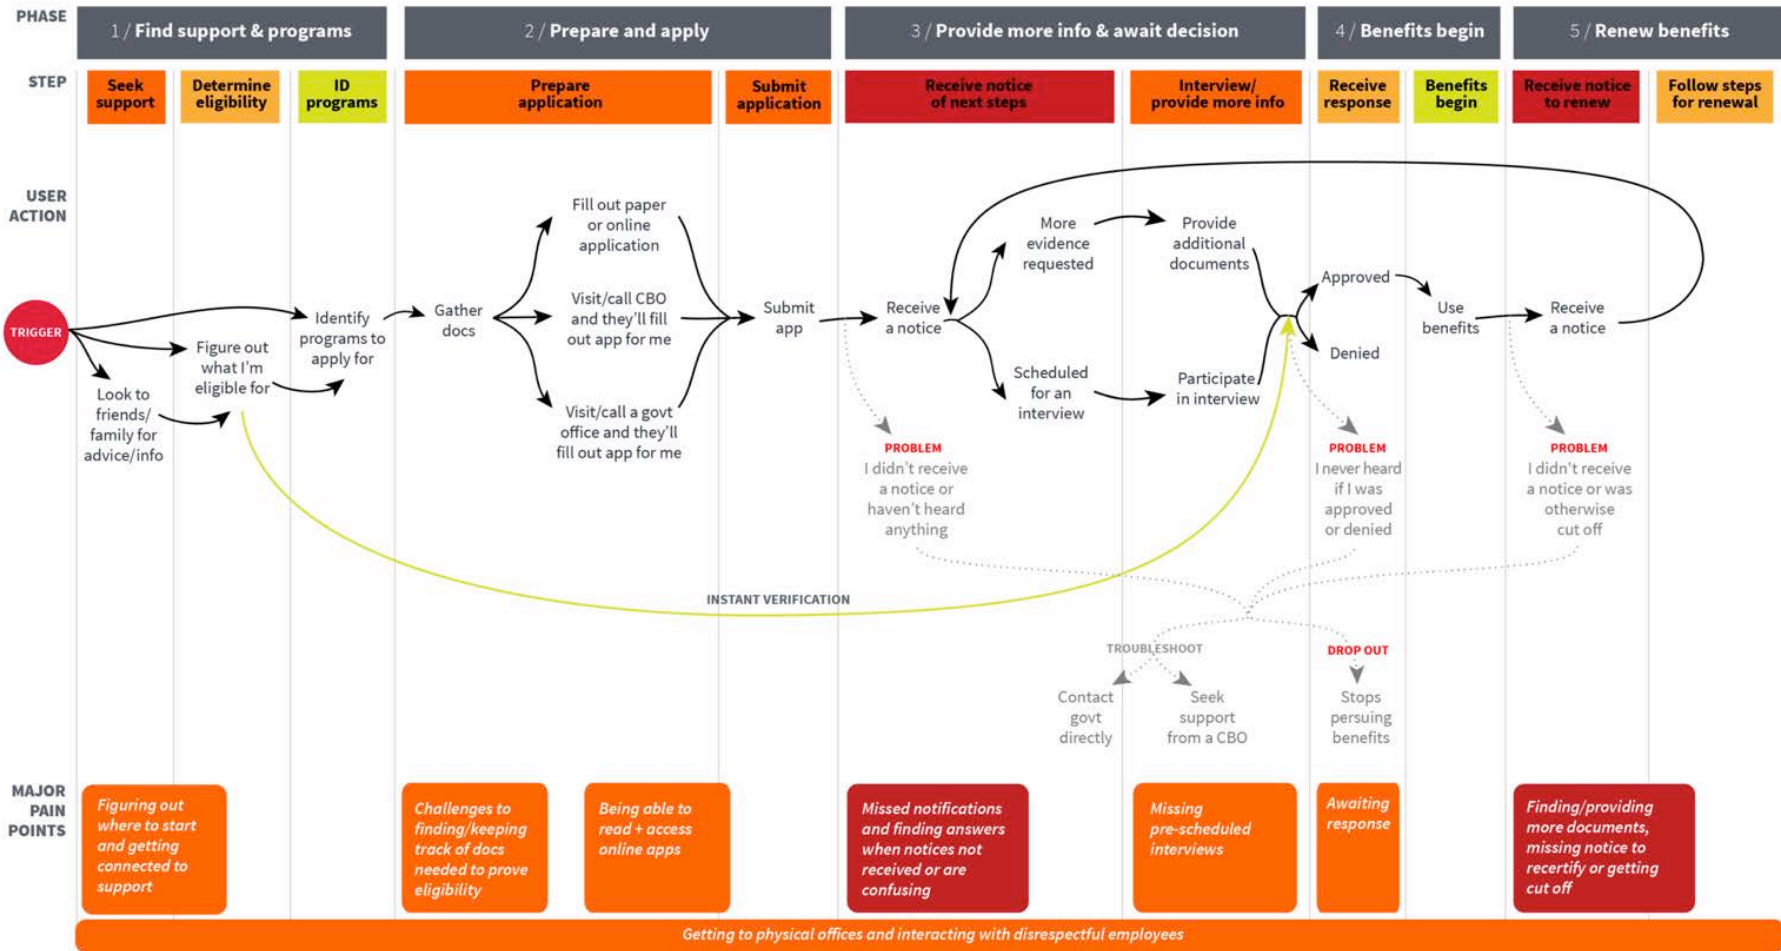 PHASE
1 / Find support & programs
2 / Prepare and apply
3 / Provide more info & await decision
4 / Benefits begin
5 / Renew benefits
STEP
Seek
support
Determine
eligibility
ID
programs
Prepare
application
Submit
application
Receive notice
of next steps
Interview/
provide more info
Receive
response
Benefits
begin
Receive notice
to renew
Follow steps
for renewal
USER
ACTION
TRIGGER
Look to
friends/
family for
advice/info
Figure out
what I'm
eligible for
Identify
programs to
apply for
Gather
docs
Fill out paper
or online
application
Visit/call CBO
and they'll fill
out app for me
Visit/call a govt
office and they'll
fill out app for me
Submit
app
Receive
a notice
More
evidence
requested
Scheduled
for an
interview
Provide
additional
documents
Participate
in interview
Approved
Denied
Use
benefits
Receive
a notice
PROBLEM
I didn't receive
a notice or
haven't heard
anything
PROBLEM
I never heard
if I was
approved
or denied
PROBLEM
I didn't receive
a notice or was
otherwise
cut off
INSTANT VERIFICATION
TROUBLESHOOT
Contact
govt
directly
Seek
support
from a CBO
DROP OUT
Stops
persuing
benefits
MAJOR
PAIN
POINTS
Figuring out
where to start
and getting
connected to
support
Challenges to
finding/keeping
track of docs
needed to prove
eligibility
Being able to
read + access
online apps
Missed notifications
and finding answers
when notices not
received or are
confusing
Missing
pre-scheduled
interviews
Awaiting
response
Finding/providing
more documents,
missing notice to
recertify or getting
cut off
Getting to physical offices and interacting with disrespectful employees